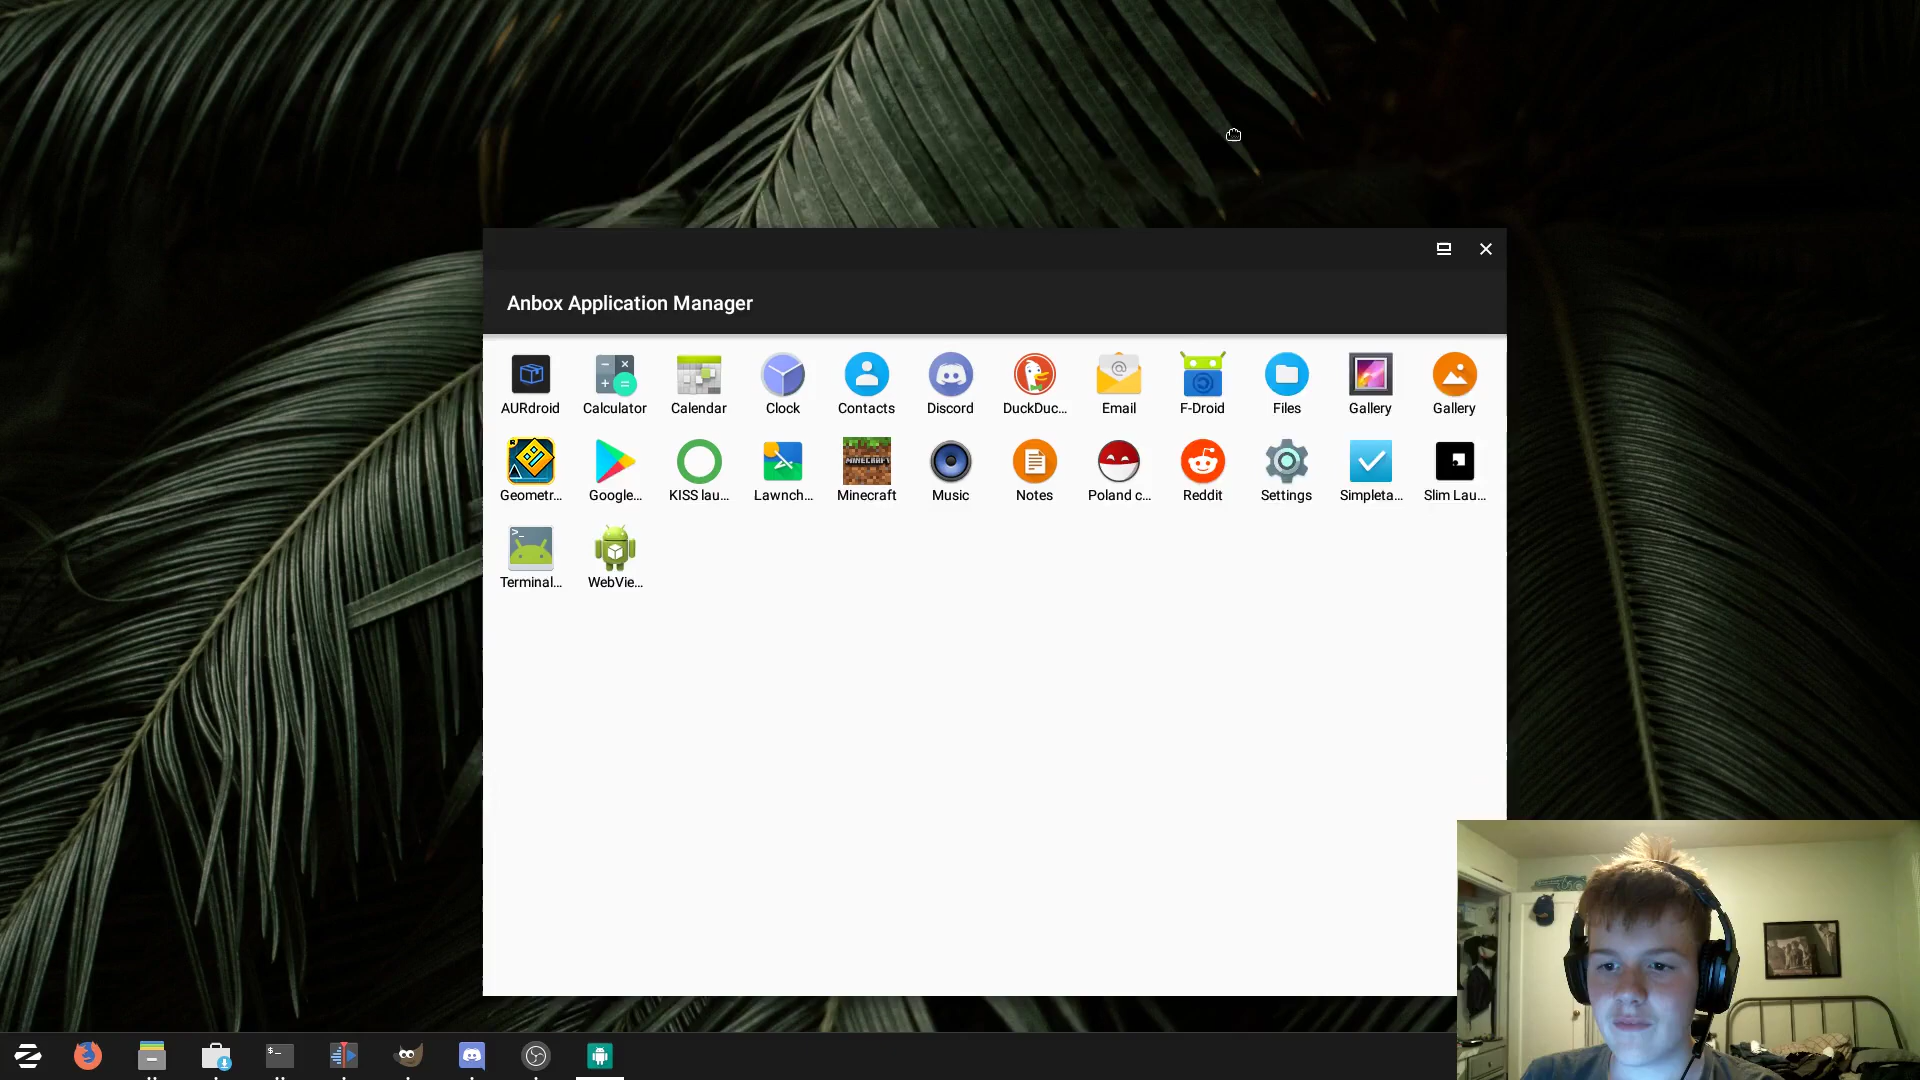 Anbox Application Manager
AURdroid Calculator Calendar Clock Contacts Discord DuckDuc... Email F-Droid Files Gallery Gallery
MINECRAFT
Geometr... Google... KISS lau... Lawnch... Minecraft Music Notes Poland c... Reddit Settings Simpleta... Slim Lau...
Terminal... WebVie...